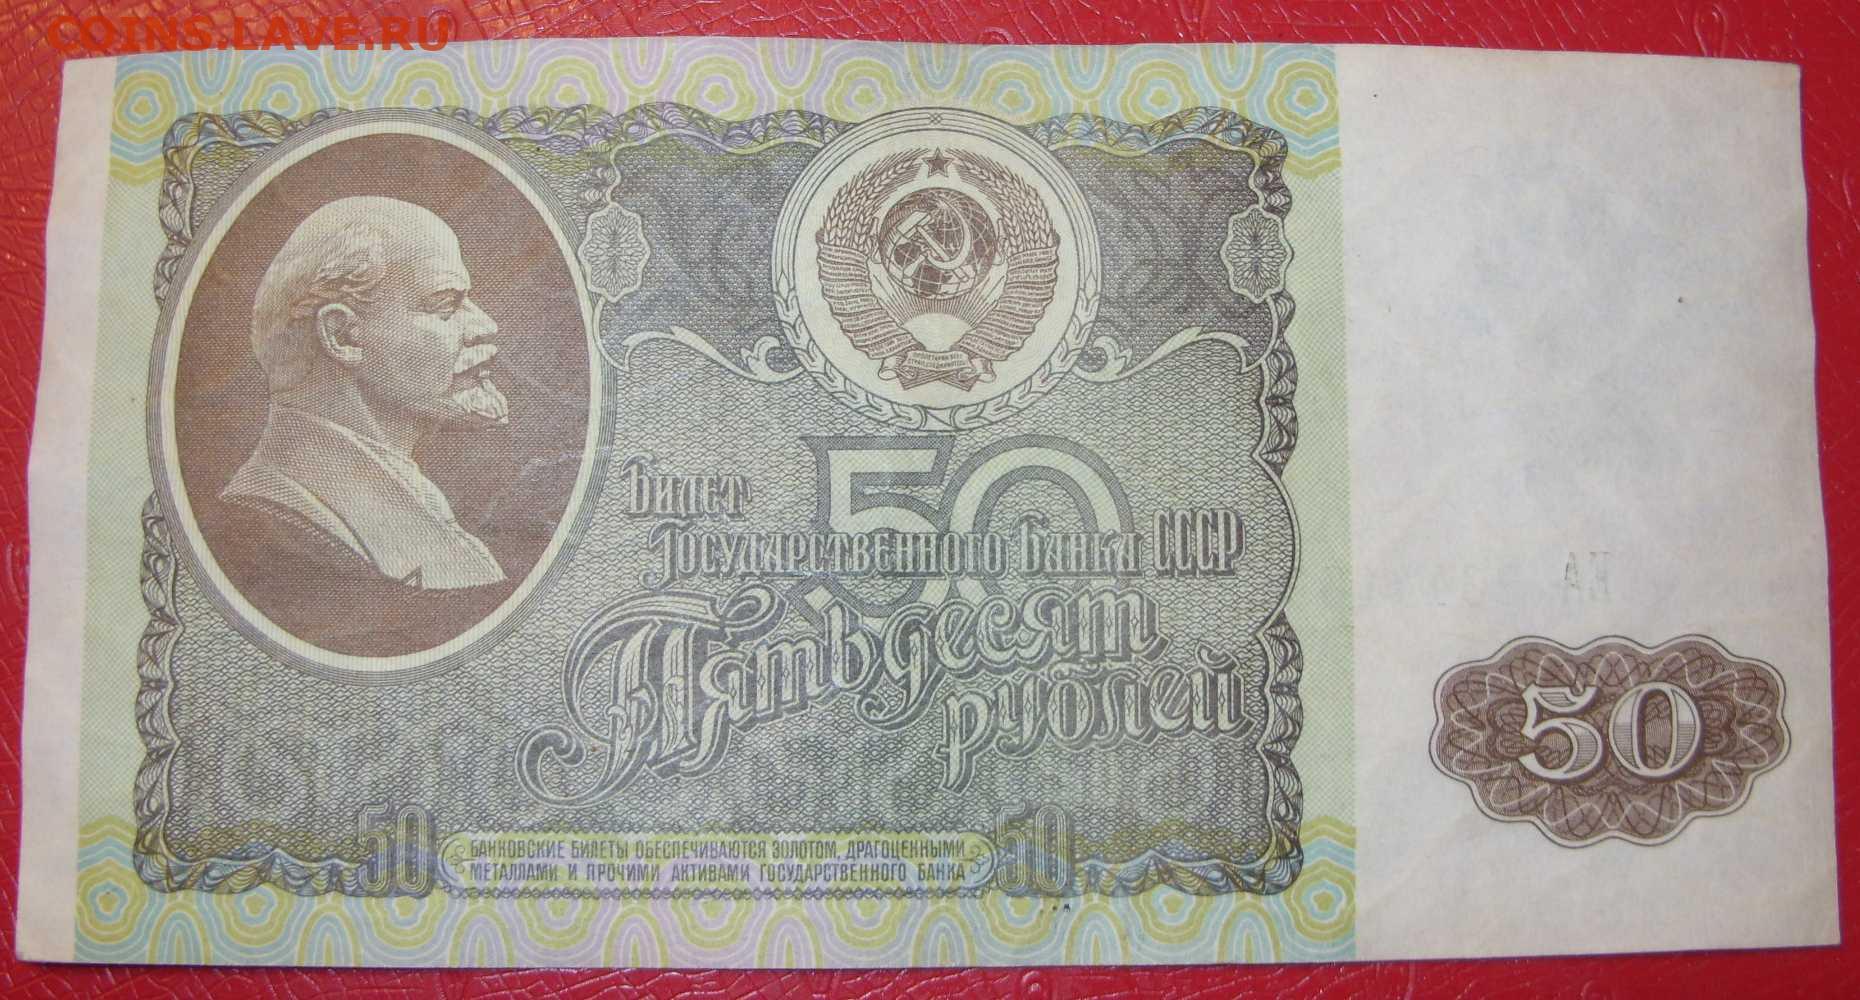 COINS.LAVE.RU
50
Билет
Государственного Банка СССР
Пятьдесят
рублей
50
50
50
БАНКОВСКИЕ БИЛЕТЫ ОБЕСПЕЧИВАЮТСЯ ЗОЛОТОМ, ДРАГОЦЕННЫМИ
МЕТАЛЛАМИ И ПРОЧИМИ АКТИВАМИ ГОСУДАРСТВЕННОГО БАНКА